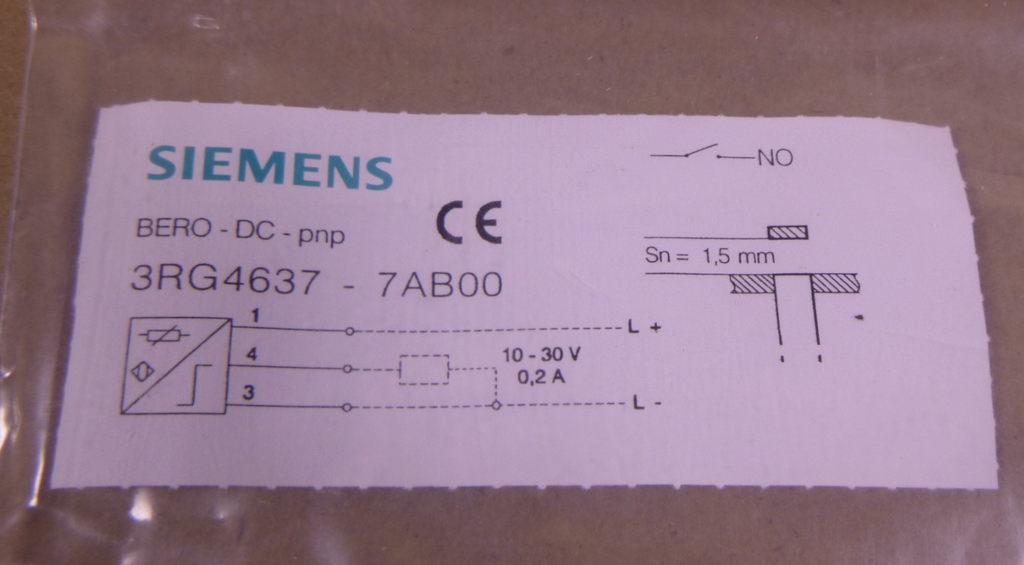 SIEMENS
NO
CE
BERO - DC - pnp
Sn = 1,5 mm
3RG4637 - 7AB00
1
L +
4
10 - 30 V
0,2 A
3
L -